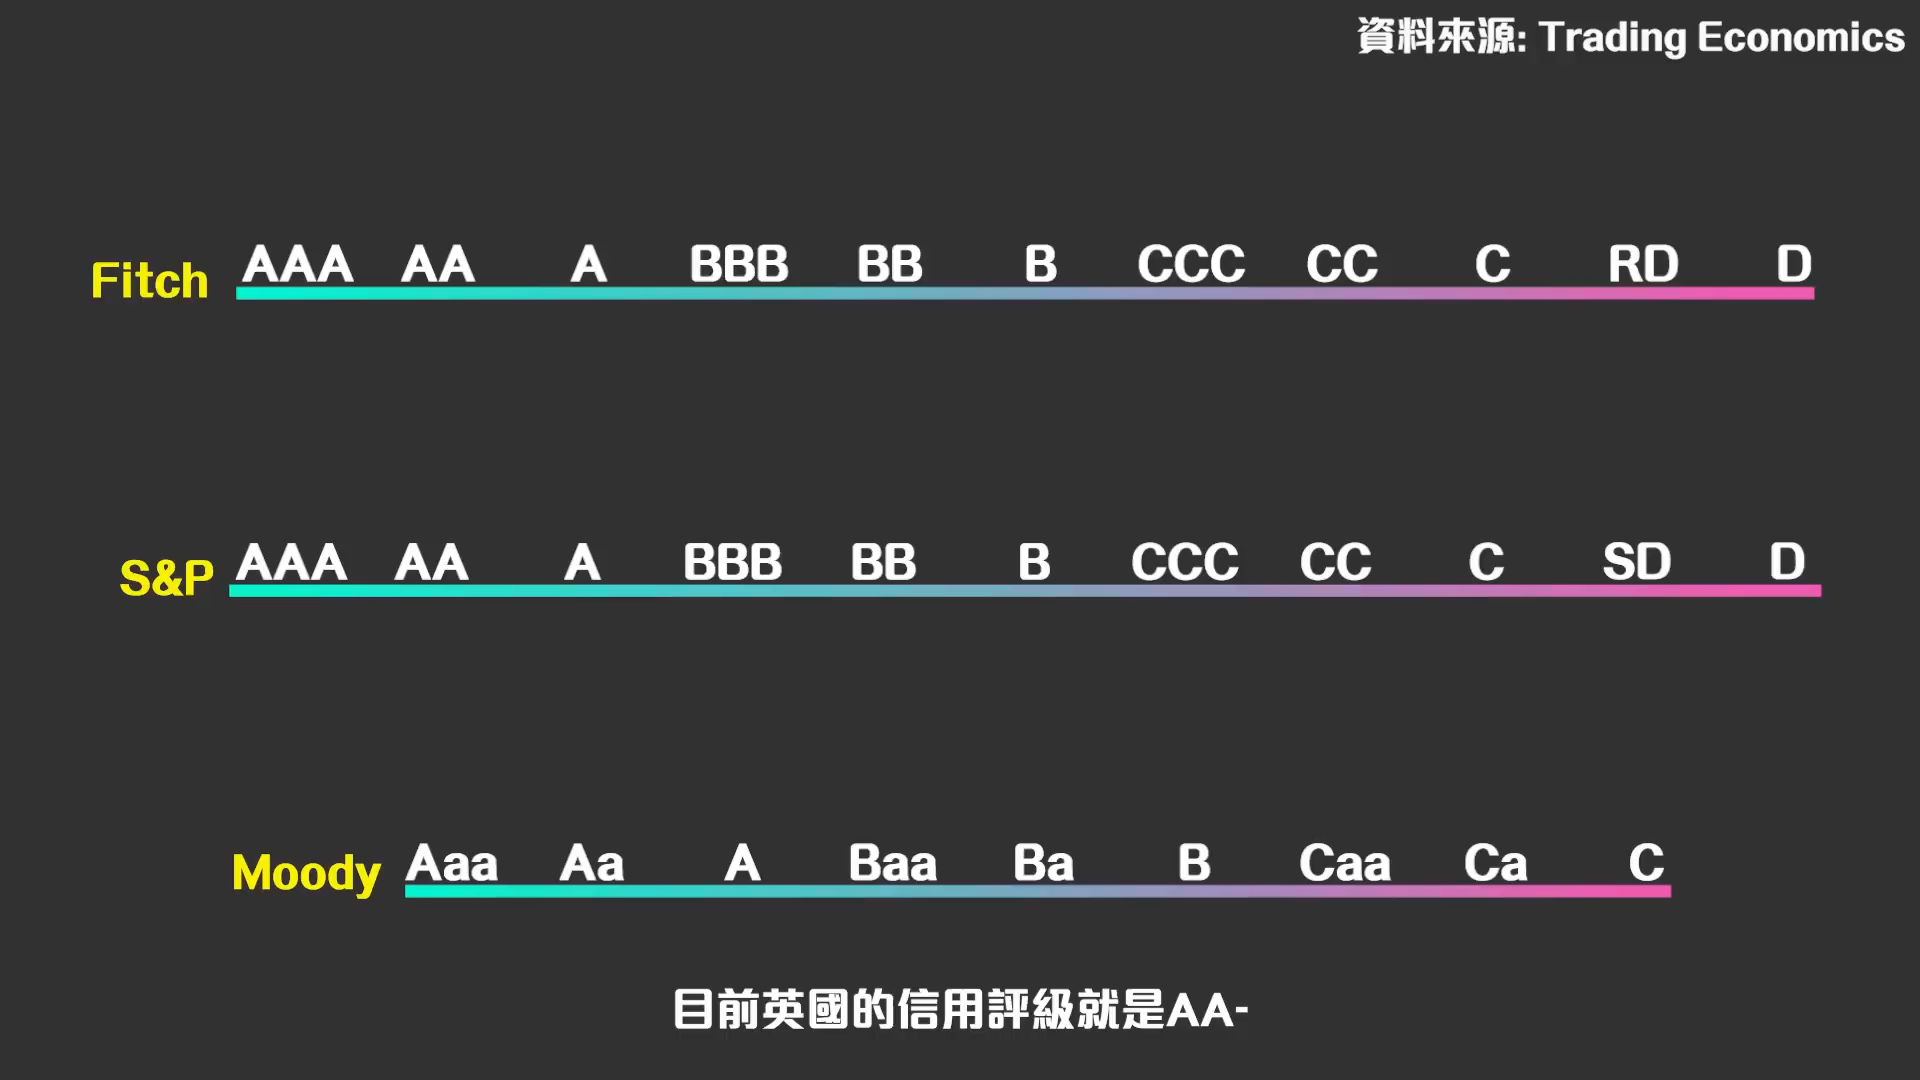 資料來源: Trading Economics
Fitch AAA AA A BBB BB B CCC CC C RD D
S&P AAA AA A BBB BB B CCC CC C SD D
Moody Aaa Aa A Baa Ba B Caa Ca C
目前英國的信用評級就是AA-